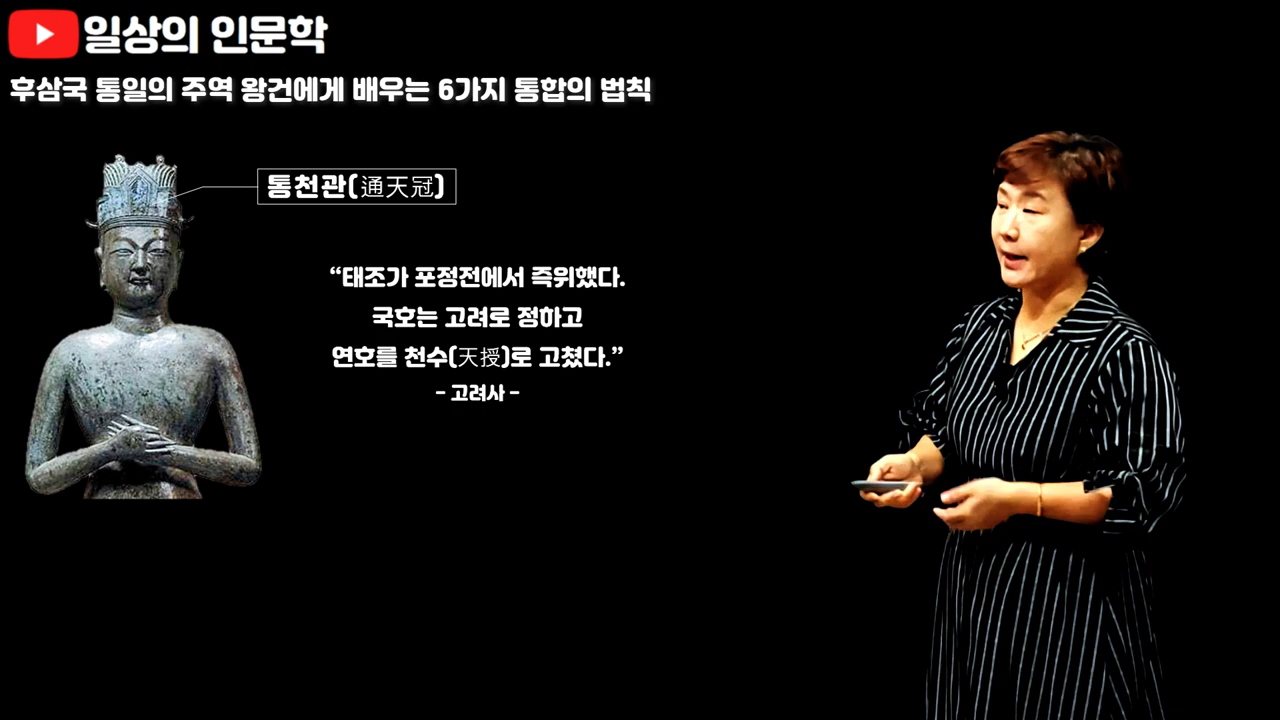 일상의 인문학
후삼국 통일의 주역 왕건에게 배우는 6가지 통합의 법칙
통천관(通天冠)
“태조가 포정전에서 즉위했다.
국호는 고려로 정하고
연호를 천수(天授)로 고쳤다.”
- 고려사 -